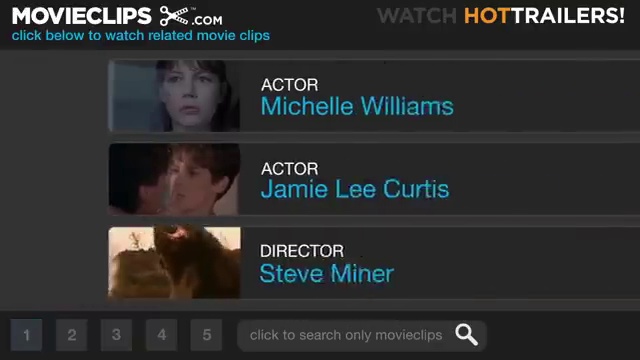 MOVIECLIPS .COM
WATCH HOTTRAILERS!
click below to watch related movie clips
ACTOR
Michelle Williams
ACTOR
Jamie Lee Curtis
DIRECTOR
Steve Miner
1 2 3 4 5 click to search only movieclips